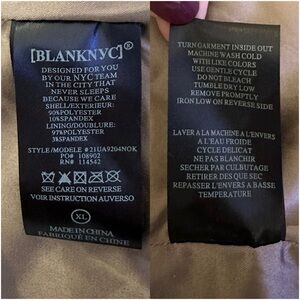 [BLANKNYC]®
DESIGNED FOR YOU
BY OUR NYC TEAM
IN THE CITY THAT
NEVER SLEEPS
BECAUSE WE CARE
SHELL/EXTERIEUR:
90%POLYESTER
10%SPANDEX
LINING/DOUBLURE:
97%POLYESTER
3%SPANDEX
STYLE/MODELE #21UA9204NOK
PO# 108902
RN# 114542
SEE CARE ON REVERSE
VOIR INSTRUCTION AUVERSO
XL
MADE IN CHINA
FABRIQUÉ EN CHINE
TURN GARMENT INSIDE OUT
MACHINE WASH COLD
WITH LIKE COLORS
USE GENTLE CYCLE
DO NOT BLEACH
TUMBLE DRY LOW
REMOVE PROMPTLY
IRON LOW ON REVERSE SIDE
LAVER A LA MACHINE A L'ENVERS
A L'EAU FROIDE
CYCLE DELICAT
NE PAS BLANCHIR
SECHER PAR CULBUTAGE
RETIRER DES QUE SEC
REPASSER L'ENVERS A BASSE
TEMPERATURE